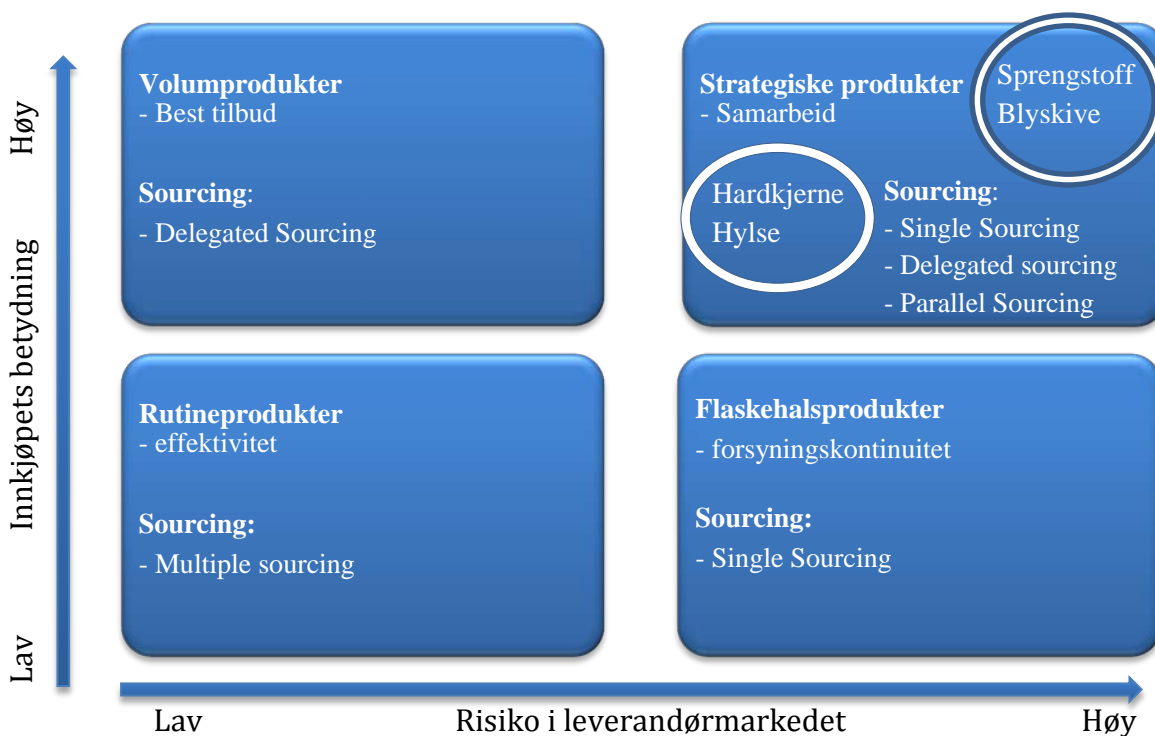 Høy
Innkjøpets betydning
Lav
Volumprodukter
- Best tilbud
Sourcing:
- Delegated Sourcing
Strategiske produkter
- Samarbeid
Sprengstoff
Blyskive
Hardkjerne
Hylse
Sourcing:
- Single Sourcing
- Delegated sourcing
- Parallel Sourcing
Rutineprodukter
- effektivitet
Sourcing:
- Multiple sourcing
Flaskehalsprodukter
- forsyningskontinuitet
Sourcing:
- Single Sourcing
Lav Risiko i leverandørmarkedet Høy